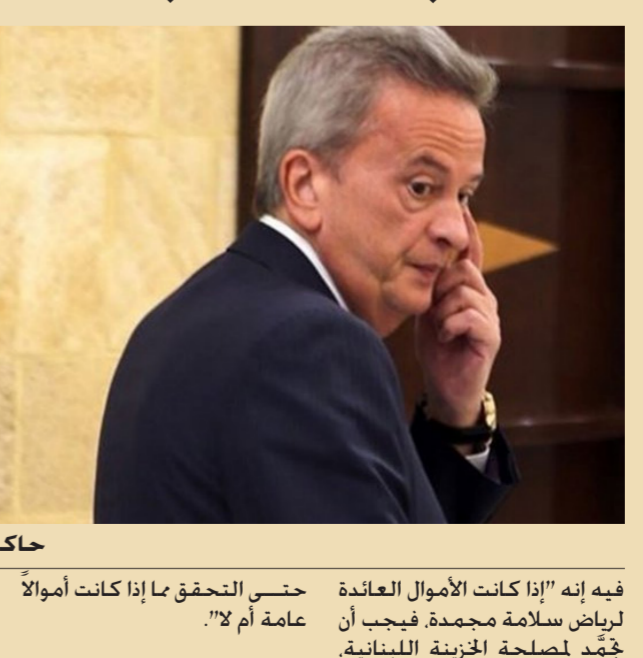 حاك
فيه إنه "إذا كانت الأموال العائدة
لرياض سلامة مجمدة، فيجب أن
تجمَّد لمصلحة الخزينة اللبنانية،
حتـــى التحقق مما إذا كانت أموالاً
عامة أم لا".